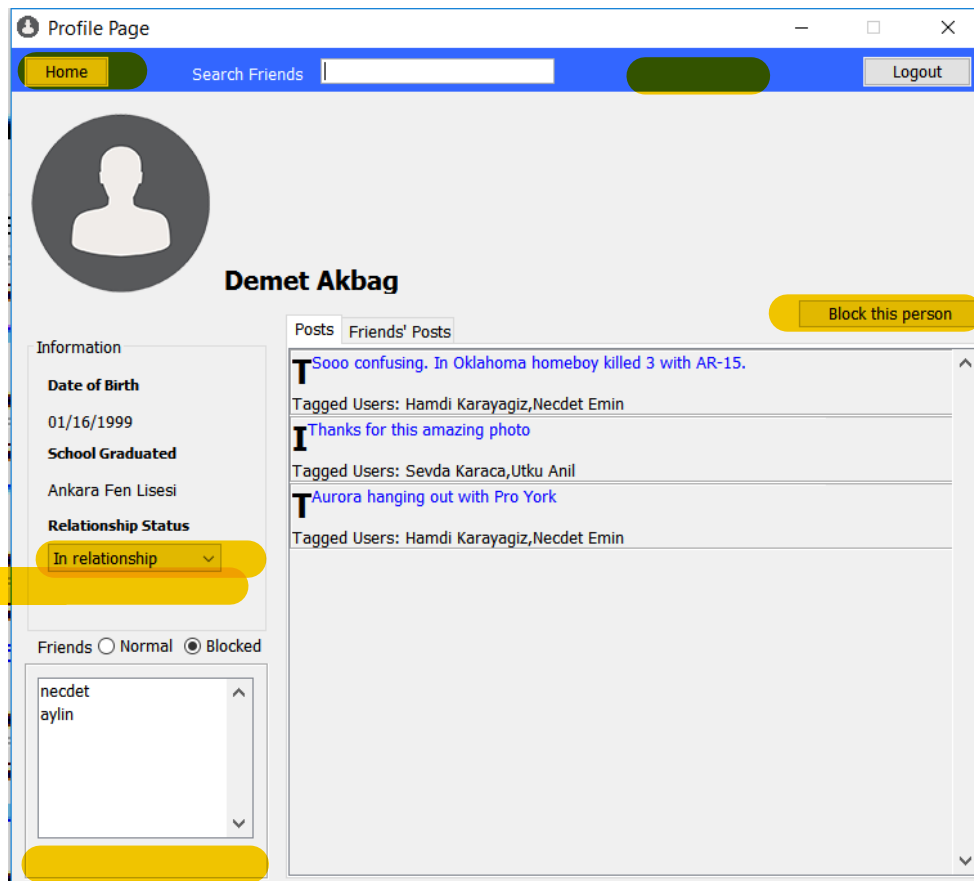 Profile Page
Home
Search Friends
Logout
Demet Akbag
Block this person
Posts
Friends' Posts
Information
Date of Birth
01/16/1999
School Graduated
Ankara Fen Lisesi
Relationship Status
In relationship
Friends Normal Blocked
necdet
aylin
T Sooo confusing. In Oklahoma homeboy killed 3 with AR-15.
Tagged Users: Hamdi Karayagiz,Necdet Emin
I Thanks for this amazing photo
Tagged Users: Sevda Karaca,Utku Anil
T Aurora hanging out with Pro York
Tagged Users: Hamdi Karayagiz,Necdet Emin